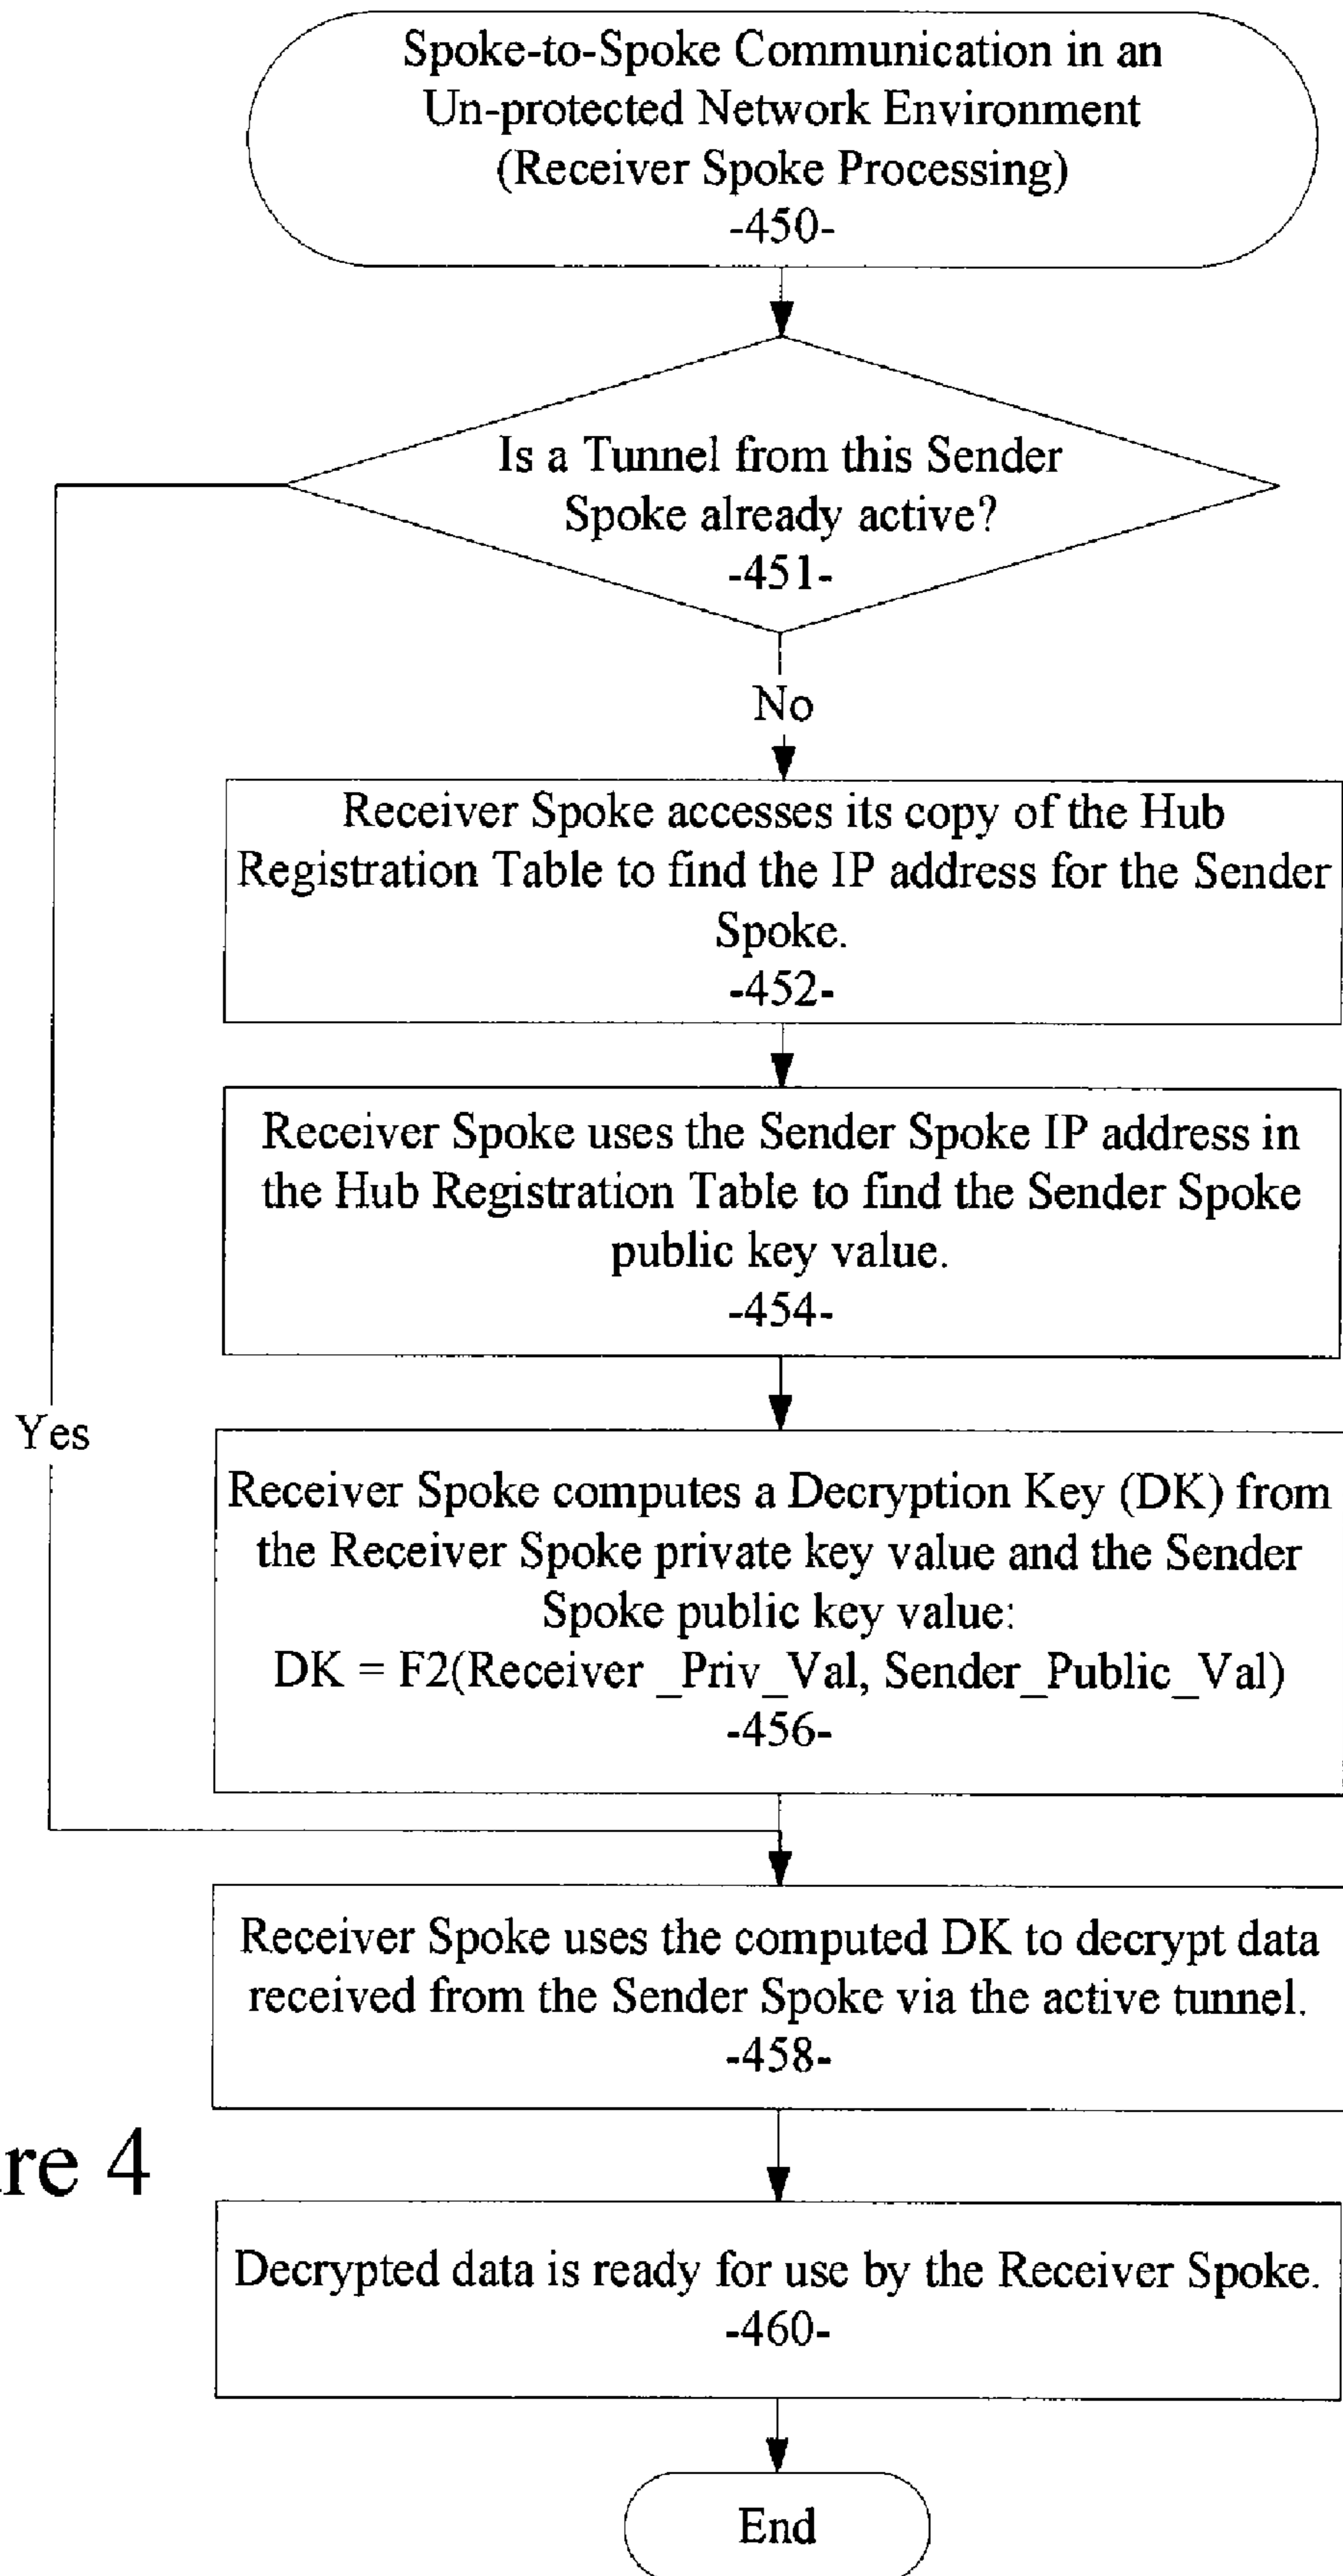 Spoke-to-Spoke Communication in an
Un-protected Network Environment
(Receiver Spoke Processing)
-450-
Is a Tunnel from this Sender
Spoke already active?
-451-
No
Receiver Spoke accesses its copy of the Hub
Registration Table to find the IP address for the Sender
Spoke.
-452-
Receiver Spoke uses the Sender Spoke IP address in
the Hub Registration Table to find the Sender Spoke
public key value.
-454-
Yes
Receiver Spoke computes a Decryption Key (DK) from
the Receiver Spoke private key value and the Sender
Spoke public key value:
DK = F2(Receiver _Priv_Val, Sender_Public_Val)
-456-
Receiver Spoke uses the computed DK to decrypt data
received from the Sender Spoke via the active tunnel.
-458-
re 4
Decrypted data is ready for use by the Receiver Spoke.
-460-
End